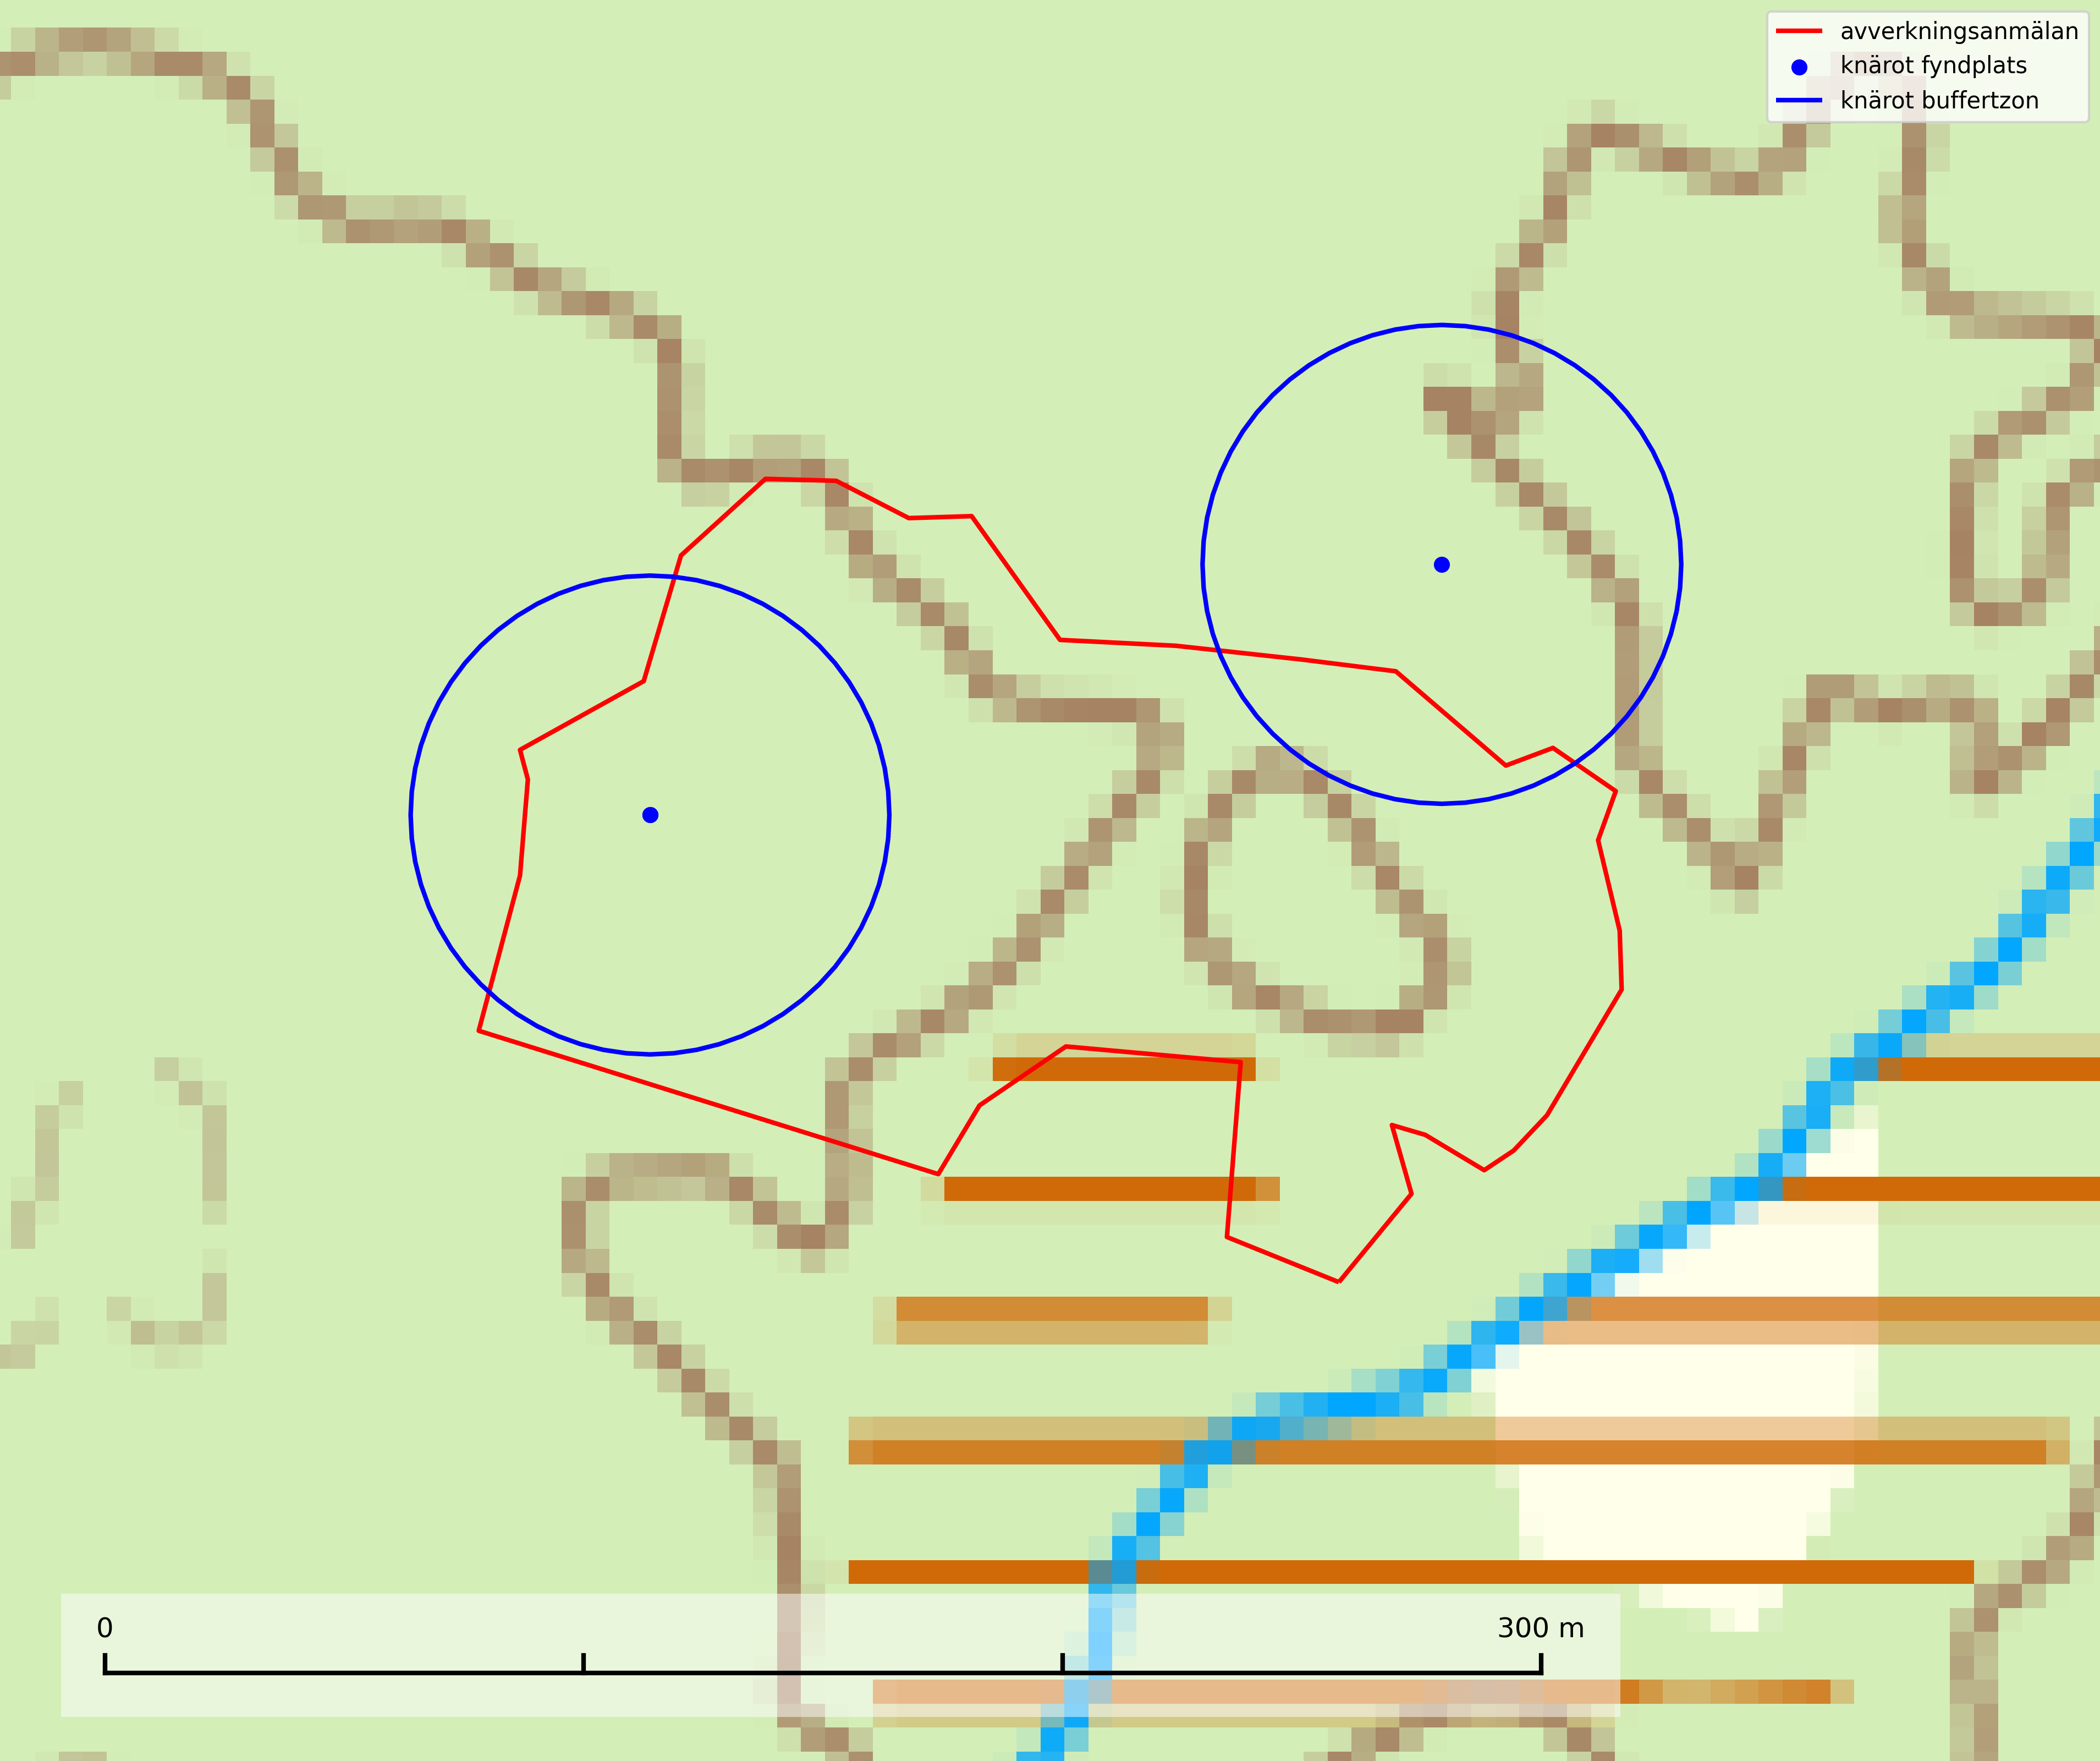 avverkningsanmälan
knärot fyndplats
knärot buffertzon
0
300 m